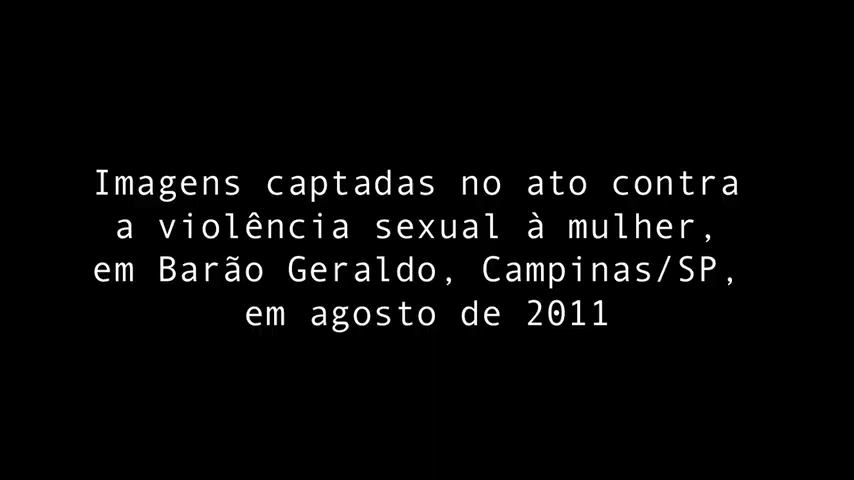 Imagens captadas no ato contra
a violência sexual à mulher,
em Barão Geraldo, Campinas/SP,
em agosto de 2011